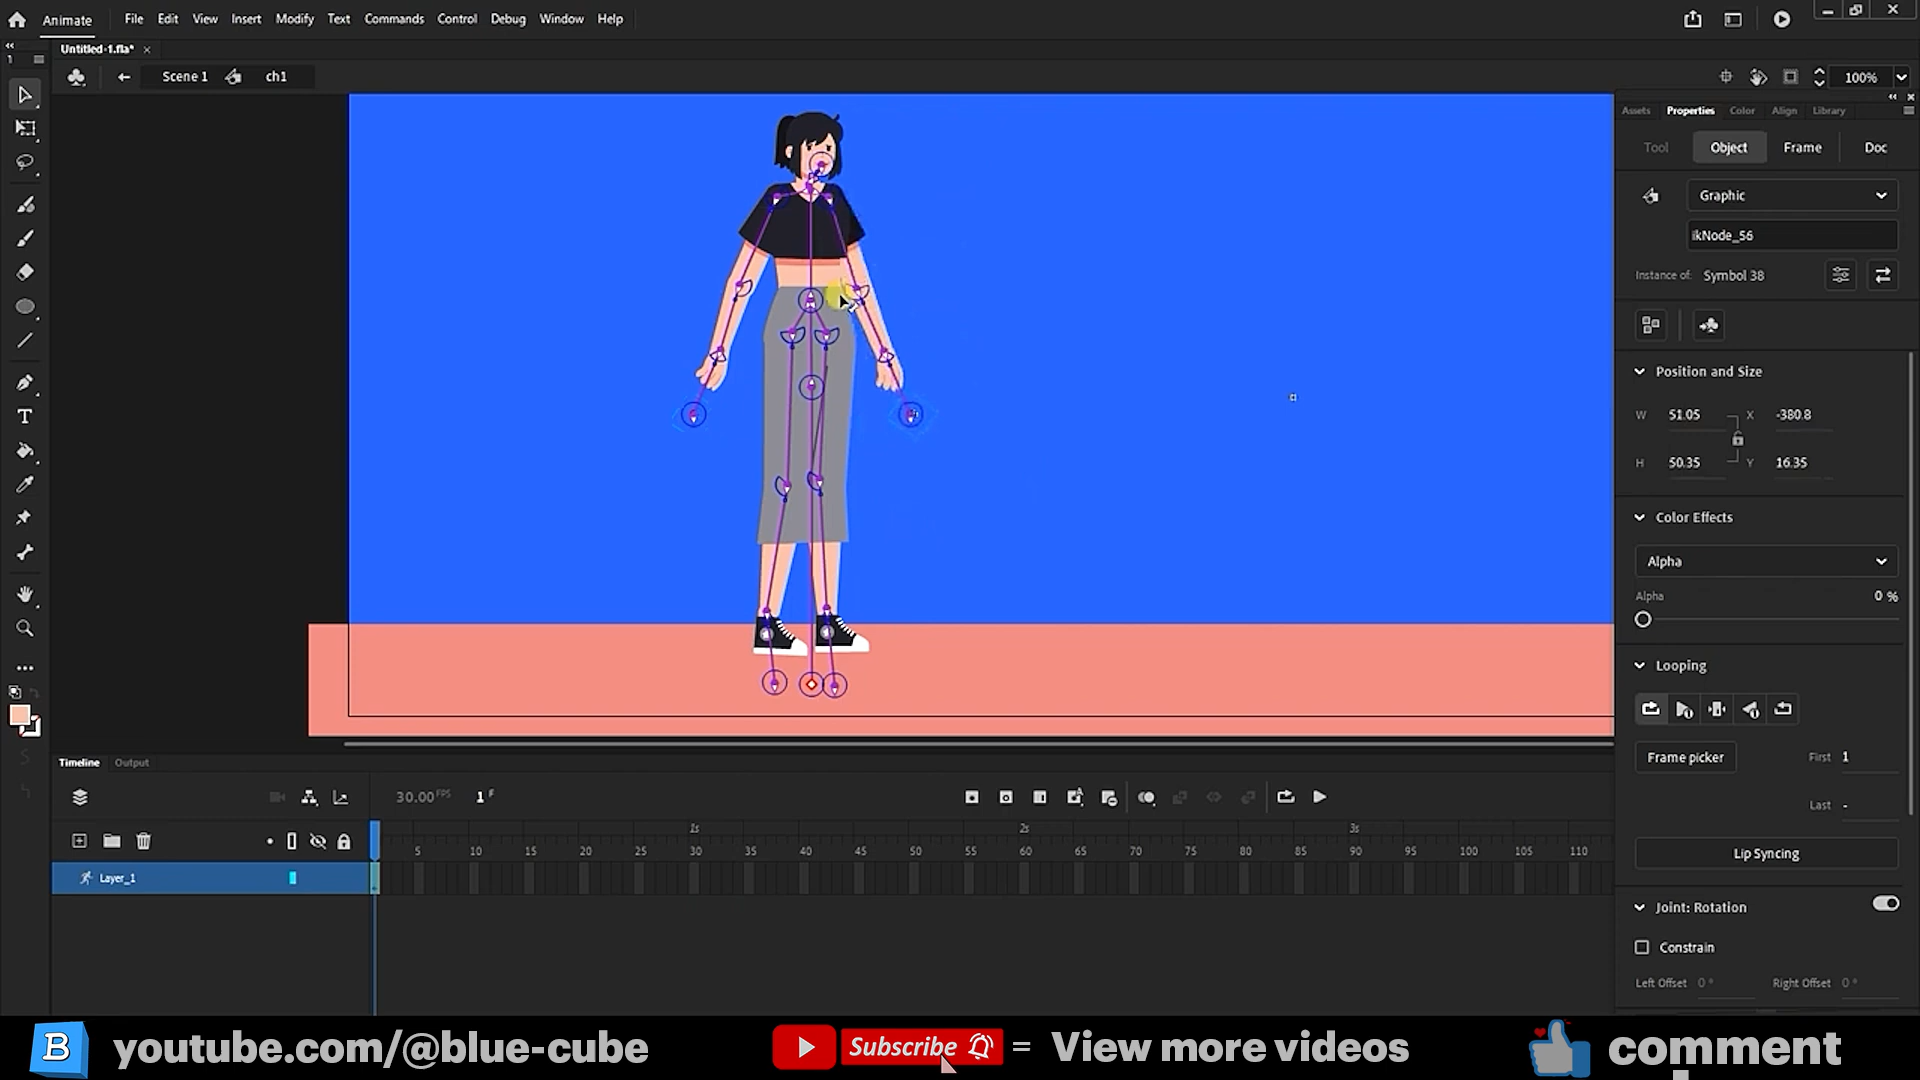 Animate File Edit View Insert Modify Text Commands Control Debug Window Help
Untitled-1.fla* ×
1
Scene 1 ch1 100%
Assets Properties Color Align Library
Tool Object Frame Doc
Graphic
ikNode_56
Instance of: Symbol 38
Position and Size
W 51.05 X -380.8
H 50.35 Y 16.35
Color Effects
Alpha
Alpha 0 %
Looping
Frame picker First 1
Last -
Lip Syncing
Joint: Rotation
Constrain
Left Offset 0° Right Offset 0°
Timeline Output
30.00 FPS 1 F
1s 2s 3s
5 10 15 20 25 30 35 40 45 50 55 60 65 70 75 80 85 90 95 100 105 110
Layer_1
B youtube.com/@blue-cube Subscribe = View more videos comment